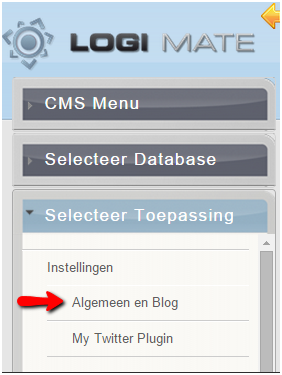 LOGI MATE
CMS Menu
Selecteer Database
Selecteer Toepassing
Instellingen
Algemeen en Blog
My Twitter Plugin